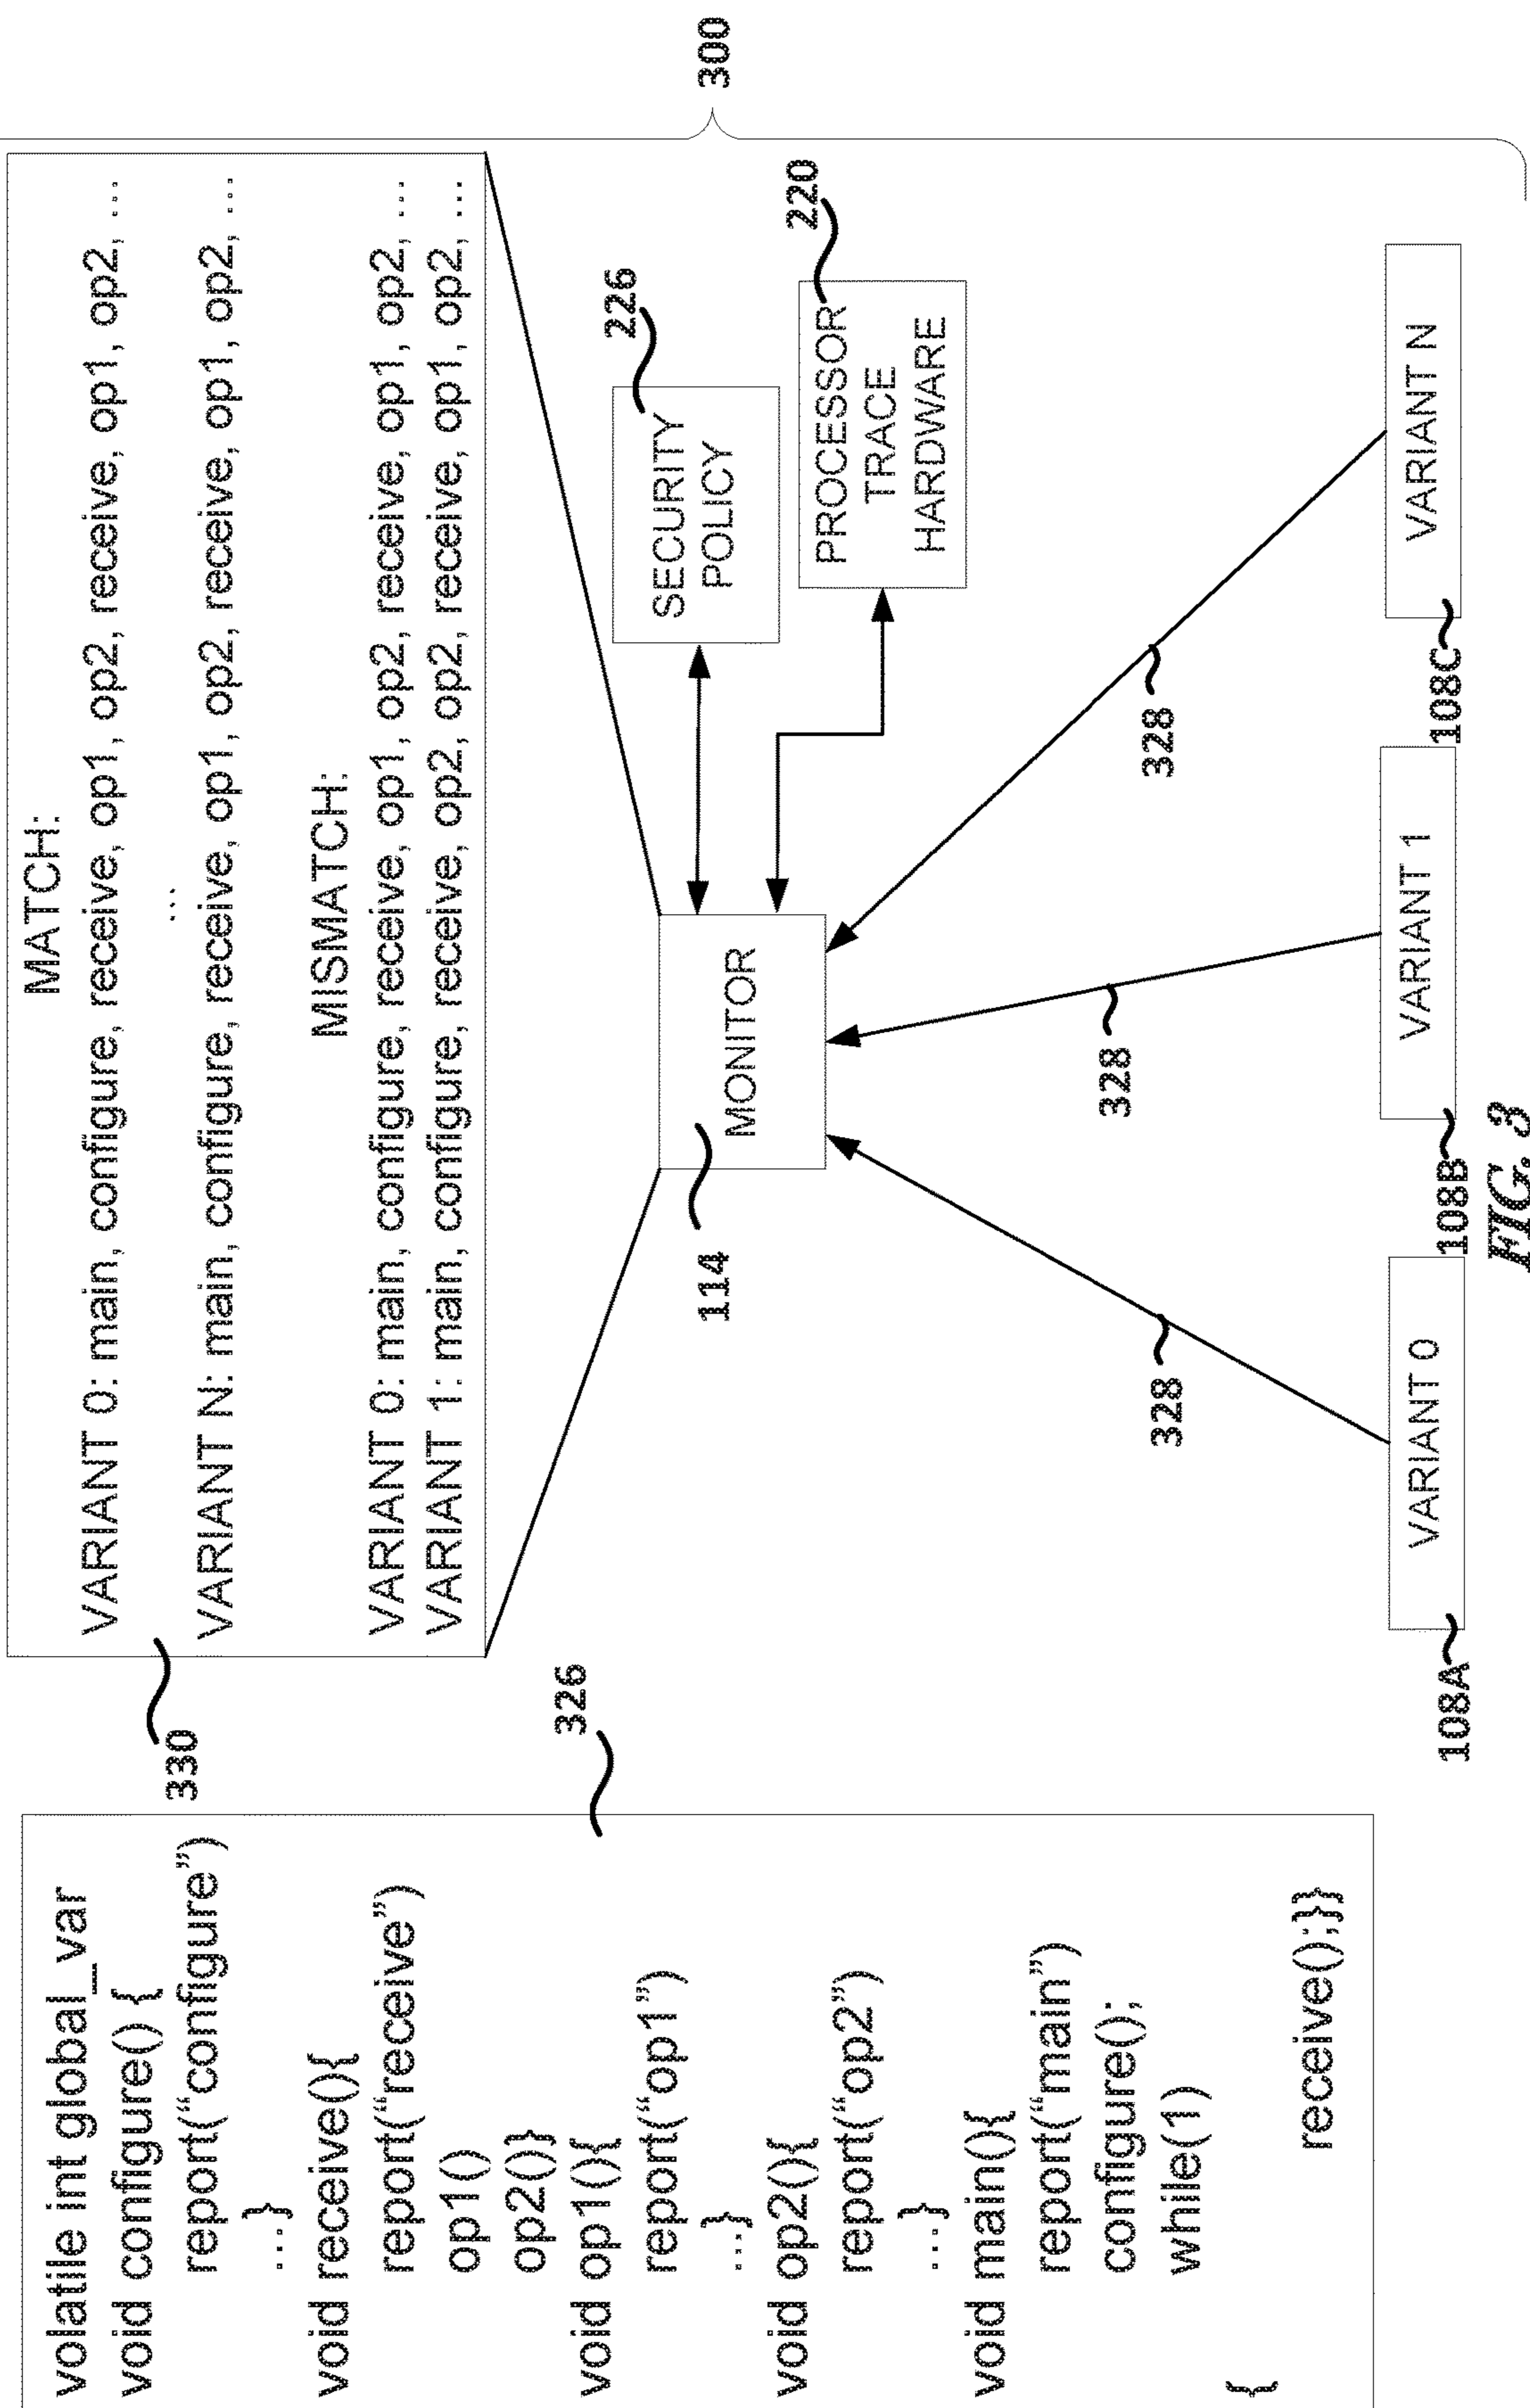 volatile int global_var
void configure() {
report(“configure”)
...}
void receive(){
report(“receive”)
op1()
op2()}
void op1(){
report(“op1”)
...}
void op2(){
report(“op2”)
...}
void main(){
report(“main”)
configure();
while(1)
{
receive();}}
326
330
MATCH:
VARIANT 0: main, configure, receive, op1, op2, receive, op1, op2, ...
...
VARIANT N: main, configure, receive, op1, op2, receive, op1, op2, ...
MISMATCH:
VARIANT 0: main, configure, receive, op1, op2, receive, op1, op2, ...
VARIANT 1: main, configure, receive, op2, op2, receive, op1, op2, ...
114
MONITOR
226
SECURITY
POLICY
220
PROCESSOR
TRACE
HARDWARE
300
328
328
328
108A
VARIANT 0
108B
VARIANT 1
108C
VARIANT N
FIG. 3